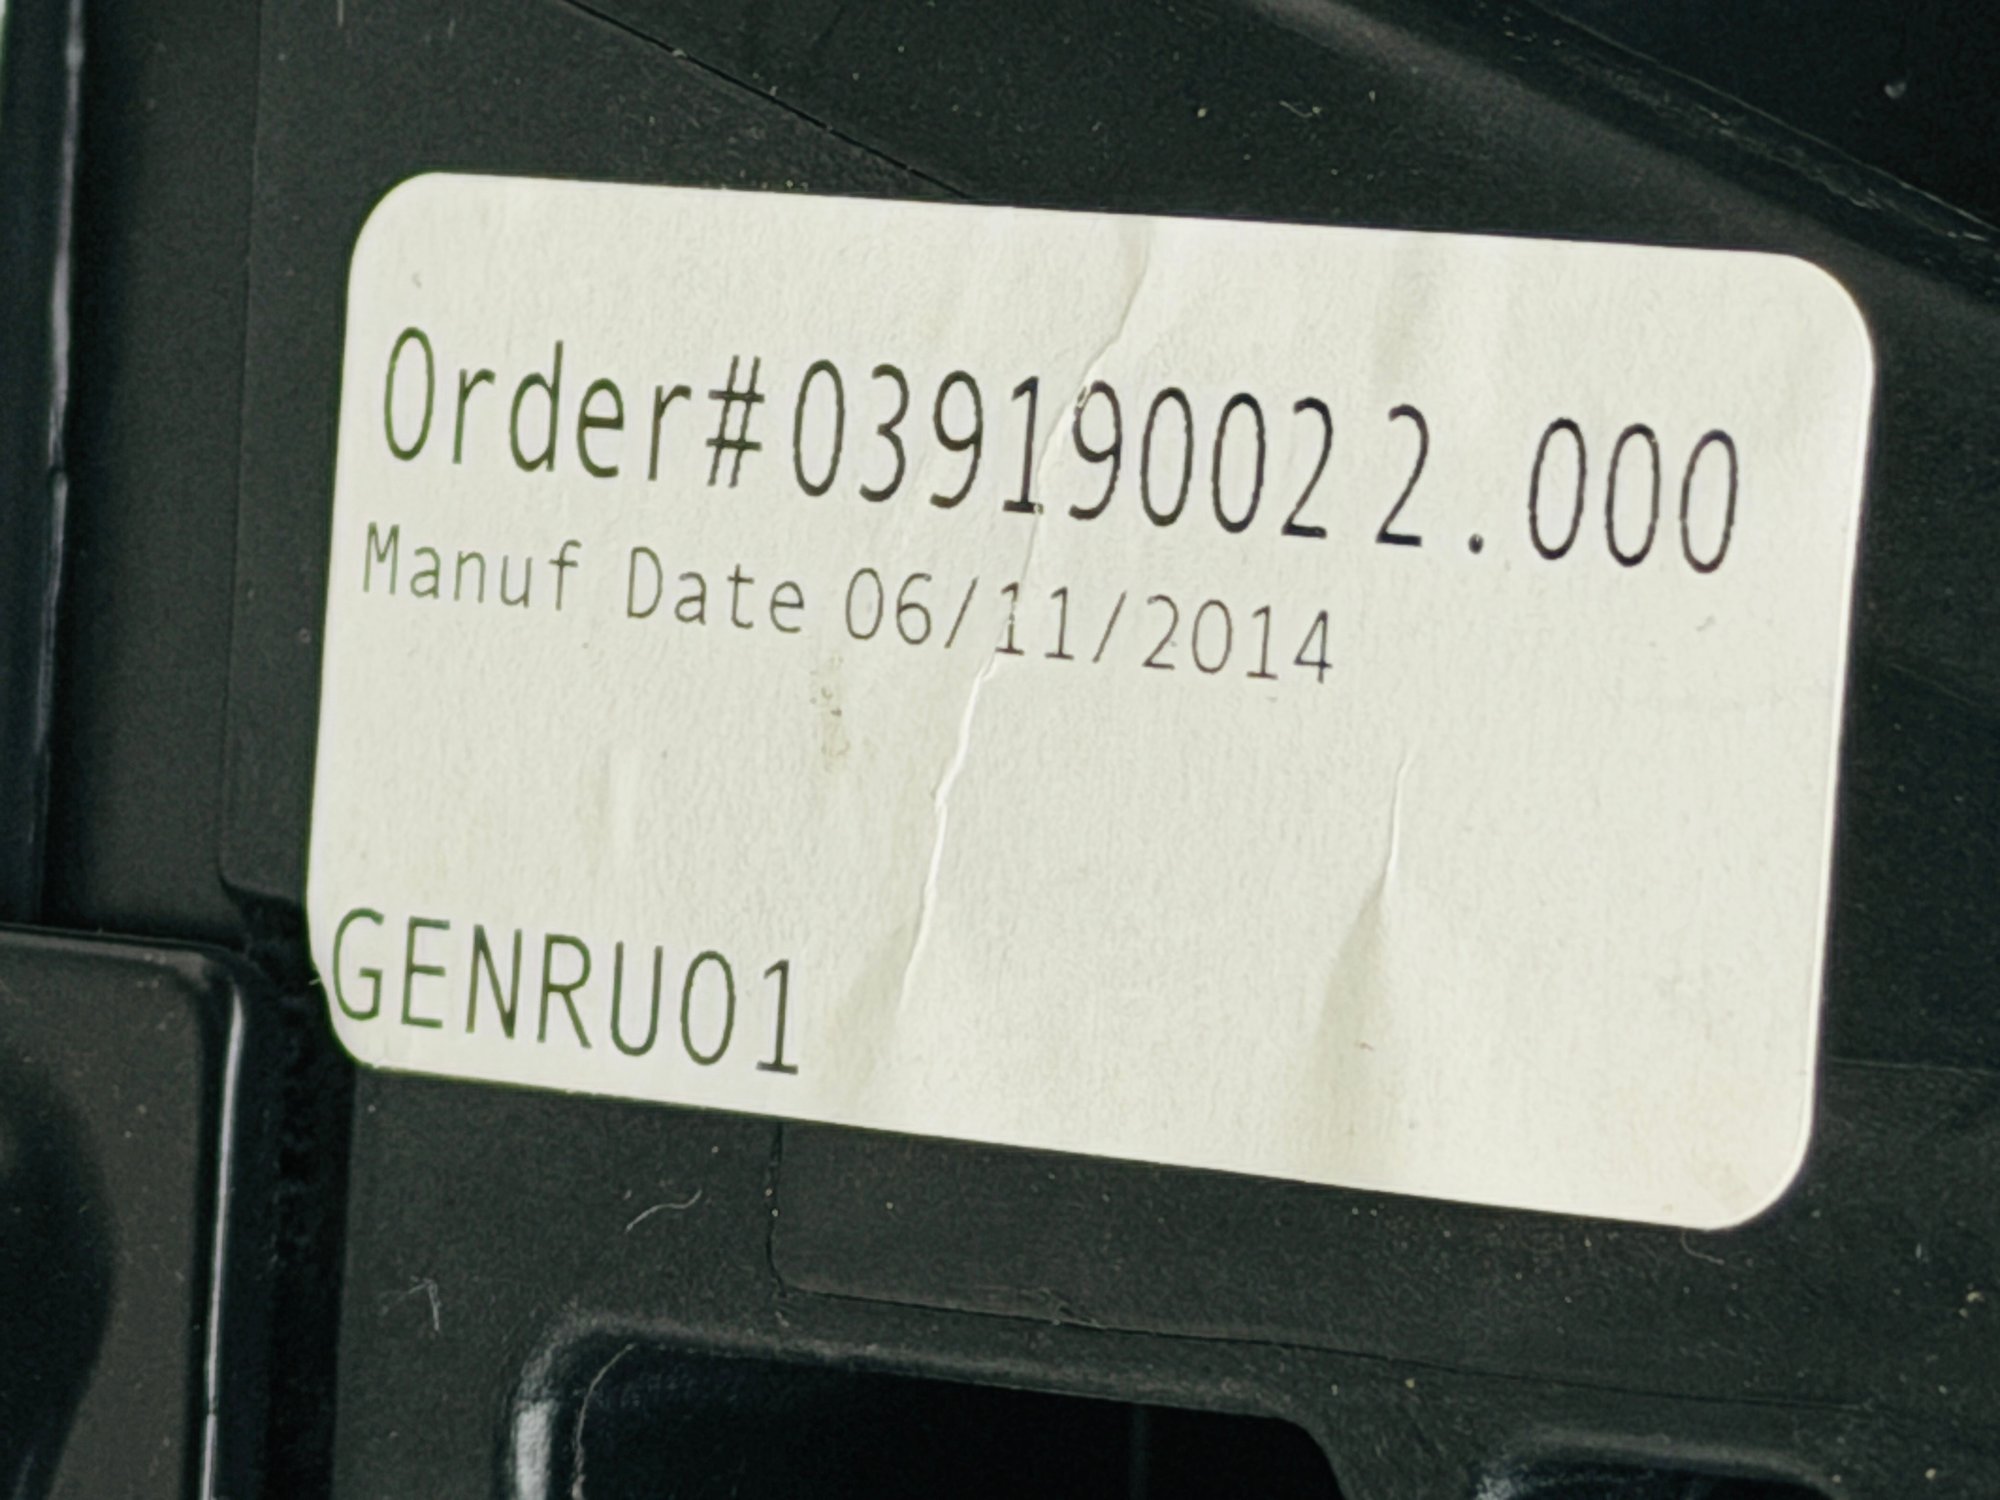 Order#03919002 2.000
Manuf Date 06/11/2014
GENRU01